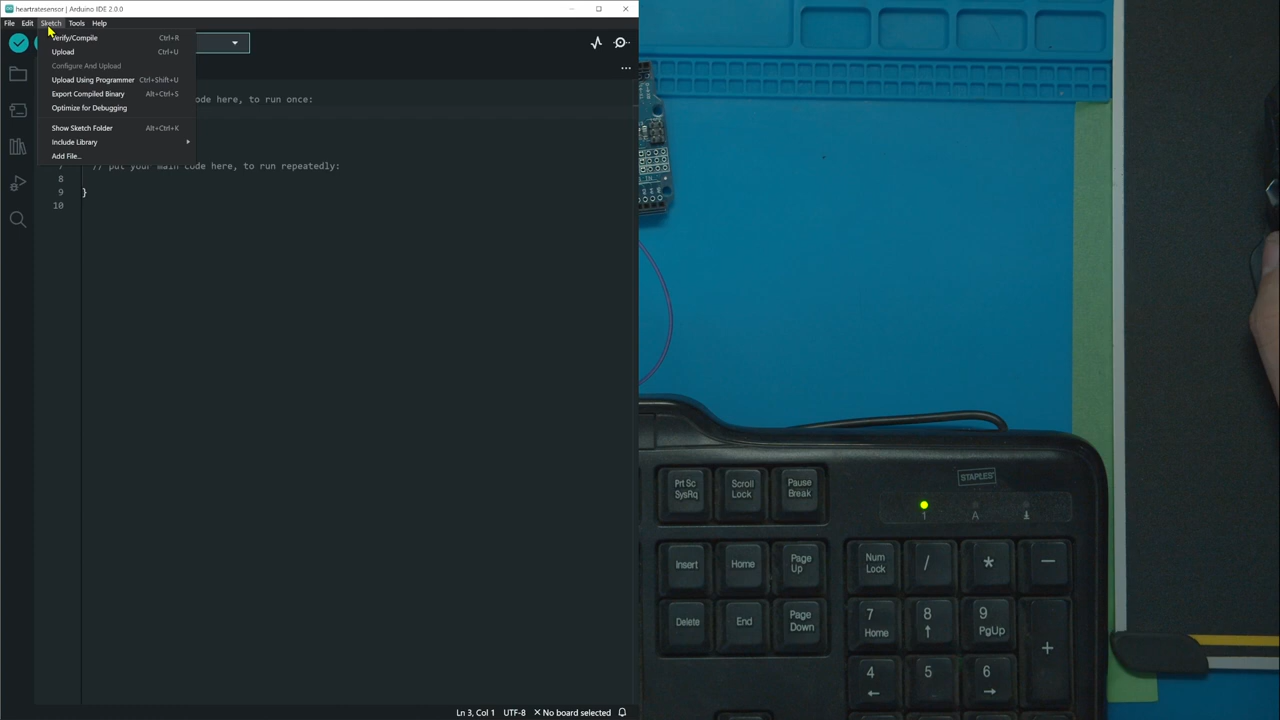 heartratesensor | Arduino IDE 2.0.0
File Edit Sketch Tools Help
Verify/Compile Ctrl+R
Upload Ctrl+U
Configure And Upload
Upload Using Programmer Ctrl+Shift+U
Export Compiled Binary Alt+Ctrl+S
Optimize for Debugging
Show Sketch Folder Alt+Ctrl+K
Include Library
Add File...
code here, to run once:
// put your main code here, to run repeatedly:
8
9 }
10
Ln 3, Col 1 UTF-8 No board selected
STAPLES
1 A
Prt Sc SysRq
Scroll Lock
Pause Break
Insert
Home
Page Up
Num Lock
/
*
—
Delete
End
Page Down
7 Home
8 ↑
9 PgUp
+
4 ←
5
6 →